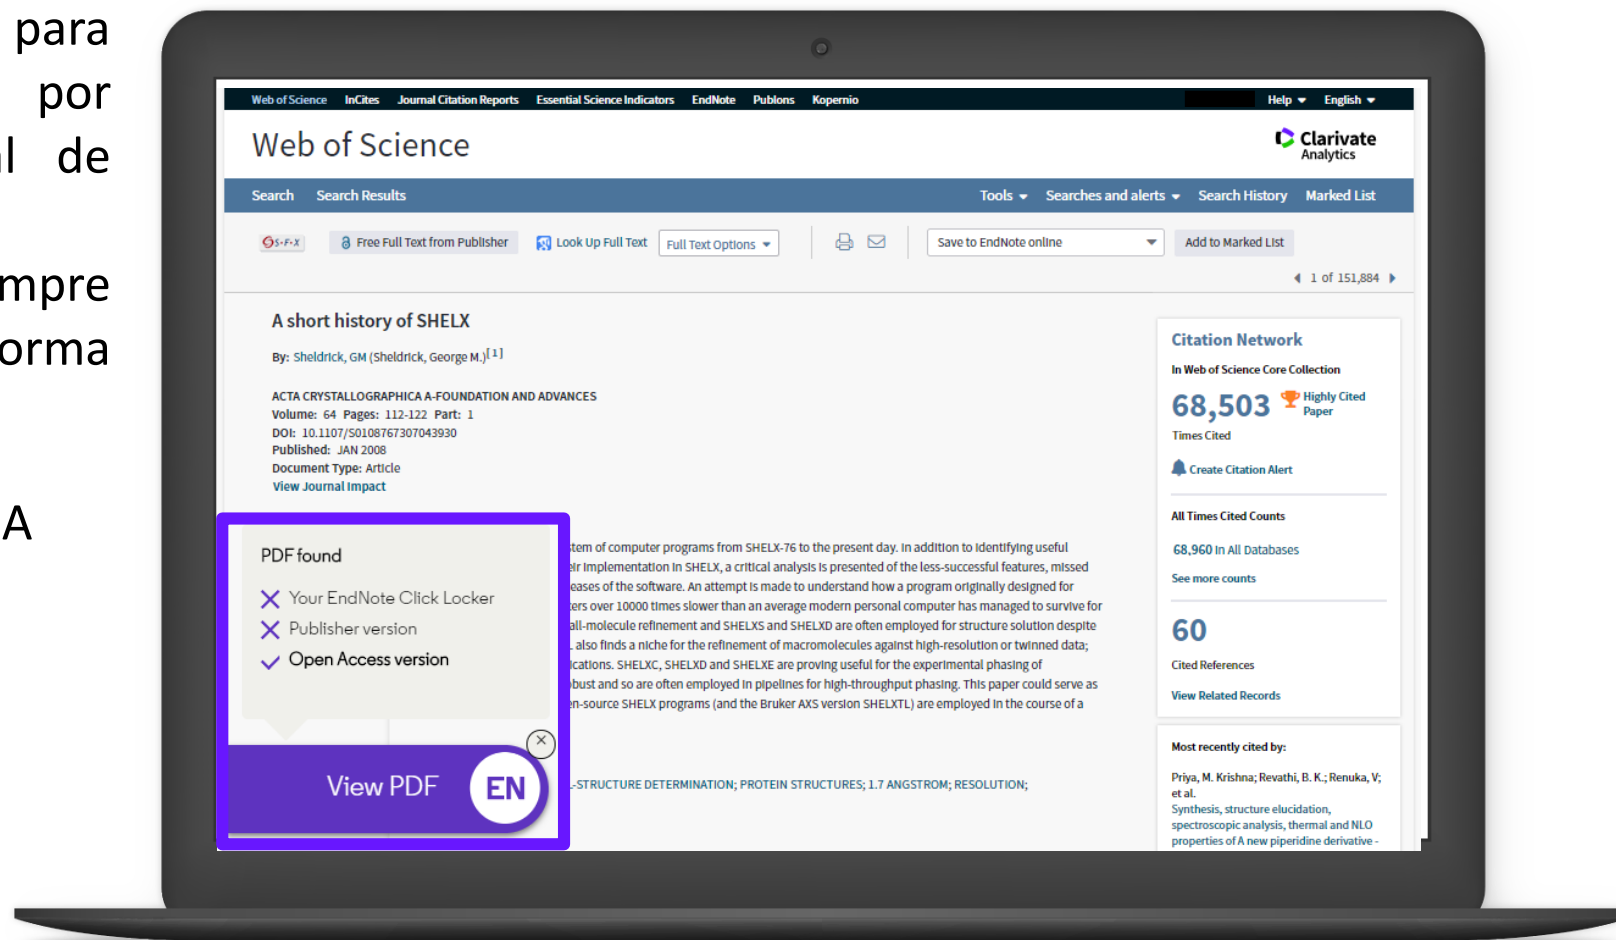 para
por
de
Web of Science InCites Journal Citation Reports Essential Science Indicators EndNote Publons Kopernio Help English
Web of Science
Clarivate
Analytics
Search Search Results Tools Searches and alerts Search History Marked List
S·F·X Free Full Text from Publisher Look Up Full Text Full Text Options Save to EndNote online Add to Marked List
1 of 151,884
A short history of SHELX
By: Sheldrick, GM (Sheldrick, George M.)[1]
ACTA CRYSTALLOGRAPHICA A-FOUNDATION AND ADVANCES
Volume: 64 Pages: 112-122 Part: 1
DOI: 10.1107/S0108767307043930
Published: JAN 2008
Document Type: Article
View Journal Impact
A
PDF found
Your EndNote Click Locker
Publisher version
Open Access version
View PDF EN
of computer programs from SHELX-76 to the present day. In addition to identifying useful
implementation in SHELX, a critical analysis is presented of the less-successful features, missed
of the software. An attempt is made to understand how a program originally designed for
over 10000 times slower than an average modern personal computer has managed to survive for
refinement and SHELXS and SHELXD are often employed for structure solution despite
also finds a niche for the refinement of macromolecules against high-resolution or twinned data;
SHELXC, SHELXD and SHELXE are proving useful for the experimental phasing of
and so are often employed in pipelines for high-throughput phasing. This paper could serve as
SHELX programs (and the Bruker AXS version SHELXTL) are employed in the course of a
-STRUCTURE DETERMINATION; PROTEIN STRUCTURES; 1.7 ANGSTROM; RESOLUTION;
Citation Network
In Web of Science Core Collection
68,503 Highly Cited
Paper
Times Cited
Create Citation Alert
All Times Cited Counts
68,960 in All Databases
See more counts
60
Cited References
View Related Records
Most recently cited by:
Priya, M. Krishna; Revathi, B. K.; Renuka, V;
et al.
Synthesis, structure elucidation,
spectroscopic analysis, thermal and NLO
properties of A new piperidine derivative -